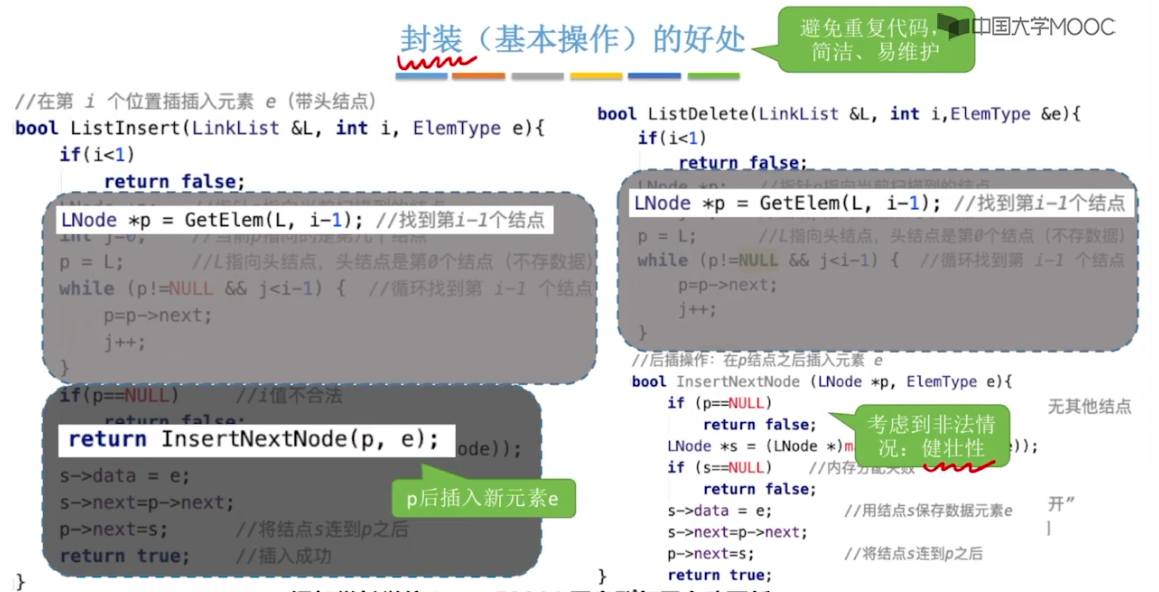 封装（基本操作）的好处
避免重复代码，
简洁、易维护
中国大学MOOC
//在第 i 个位置插插入元素 e（带头结点）
bool ListInsert(LinkList &L, int i, ElemType e){
if(i<1)
return false;
LNode *p = GetElem(L, i-1); //找到第i-1个结点
int j=0; //当前p指向的是第几个结点
p = L; //L指向头结点，头结点是第0个结点（不存数据）
while (p!=NULL && j<i-1) { //循环找到第 i-1 个结点
p=p->next;
j++;
}
if(p==NULL) //i值不合法
return false;
return InsertNextNode(p, e);
ode));
s->data = e;
s->next=p->next;
p->next=s; //将结点s连到p之后
return true; //插入成功
}
p后插入新元素e
bool ListDelete(LinkList &L, int i,ElemType &e){
if(i<1)
return false;
LNode *p = GetElem(L, i-1); //找到第i-1个结点
p = L; //L指向头结点，头结点是第0个结点（不存数据）
while (p!=NULL && j<i-1) { //循环找到第 i-1 个结点
p=p->next;
j++;
}
//后插操作：在p结点之后插入元素 e
bool InsertNextNode (LNode *p, ElemType e){
if (p==NULL)
return false;
无其他结点
考虑到非法情
况：健壮性
LNode *s = (LNode *)m e));
if (s==NULL) //内存分配失败
return false;
s->data = e; //用结点s保存数据元素e
开”
s->next=p->next;
p->next=s; //将结点s连到p之后
return true;
}